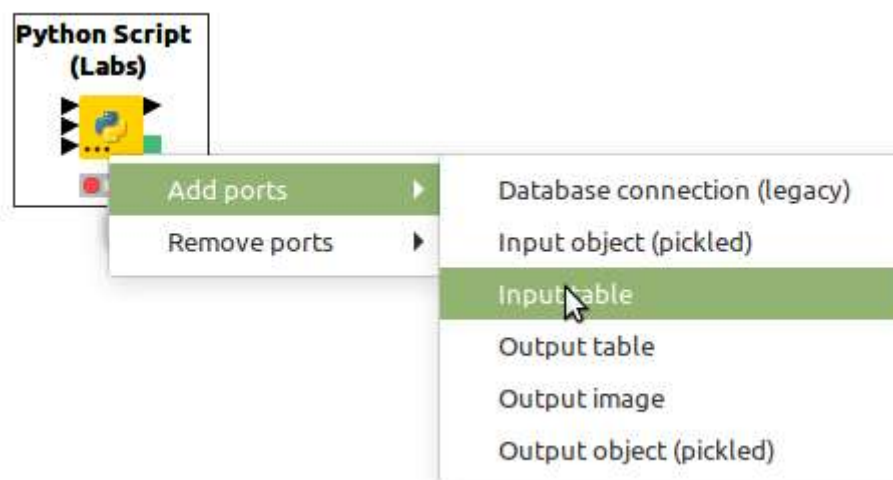 Python Script
(Labs)
Add ports
Remove ports
Database connection (legacy)
Input object (pickled)
Input table
Output table
Output image
Output object (pickled)